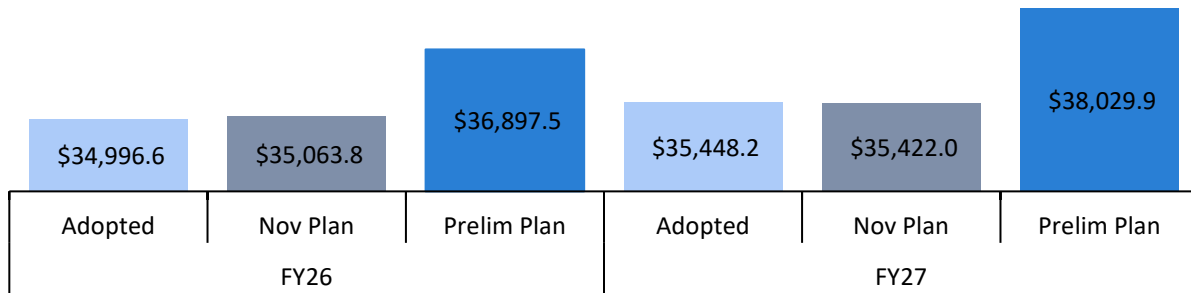 $34,996.6
$35,063.8
$36,897.5
$35,448.2
$35,422.0
$38,029.9
Adopted
Nov Plan
Prelim Plan
Adopted
Nov Plan
Prelim Plan
FY26
FY27